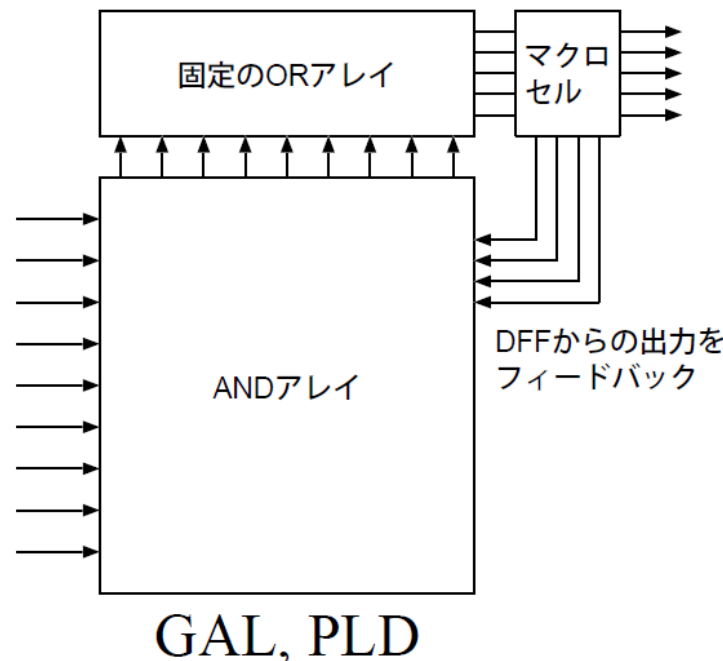 固定のORアレイ
マクロ
セル
DFFからの出力を
フィードバック
ANDアレイ
GAL, PLD